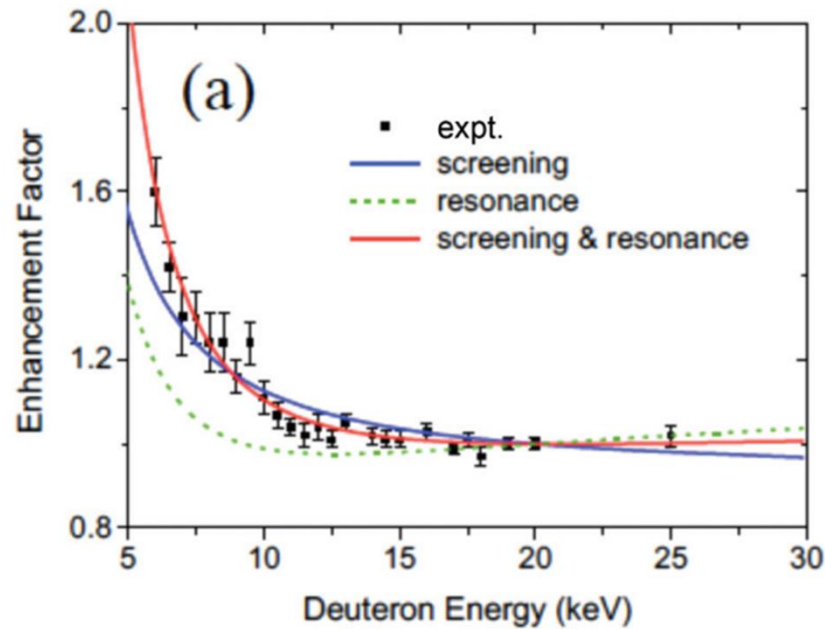 2.0
(a)
expt.
screening
resonance
screening & resonance
1.6
1.2
0.8
Enhancement Factor
5 10 15 20 25 30
Deuteron Energy (keV)